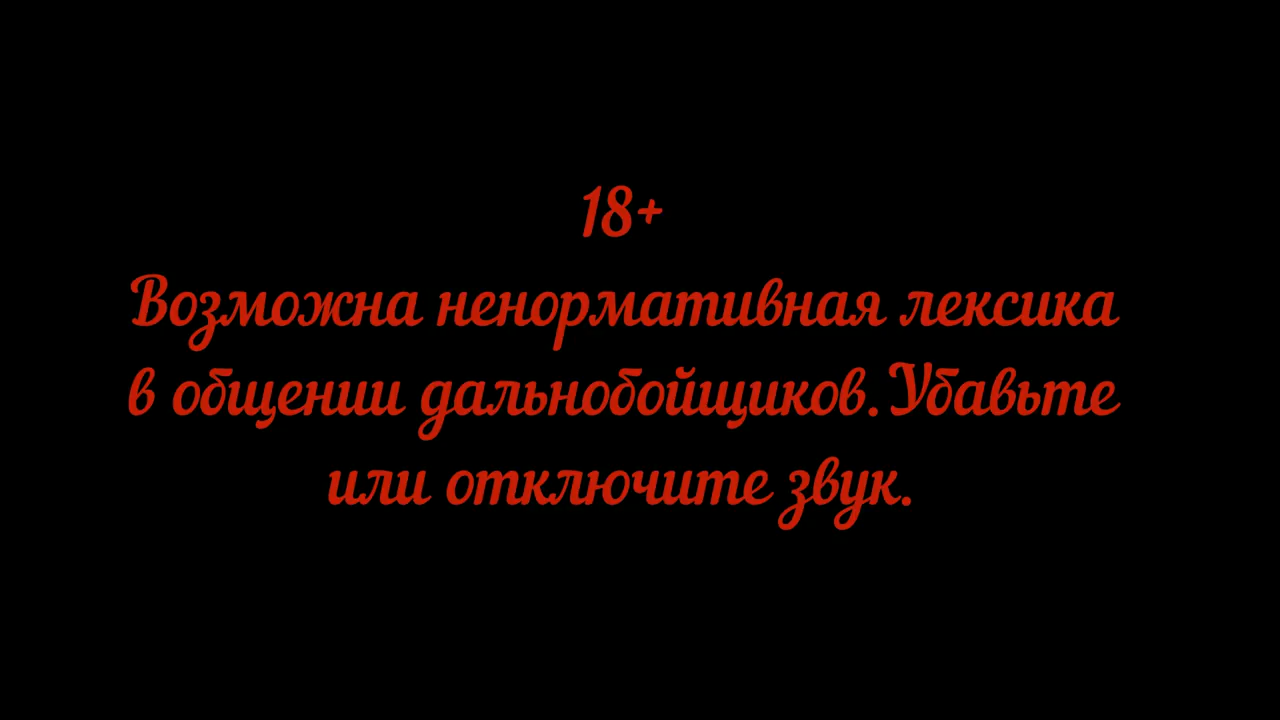 18+
Возможна ненормативная лексика
в общении дальнобойщиков. Убавьте
или отключите звук.